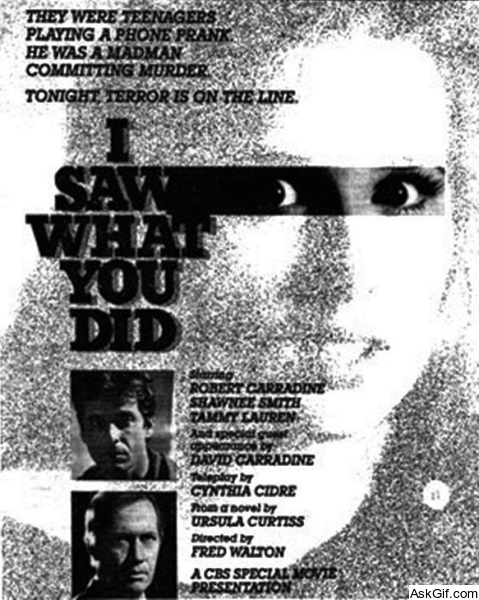 THEY WERE TEENAGERS
PLAYING A PHONE PRANK.
HE WAS A MADMAN
COMMITTING MURDER.
TONIGHT, TERROR IS ON THE LINE.
I
SAW
WHAT
YOU
DID
Starring
ROBERT CARRADINE
SHAWNEE SMITH
TAMMY LAUREN
And special guest
appearance by
DAVID CARRADINE
Teleplay by
CYNTHIA CIDRE
From a novel by
URSULA CURTISS
Directed by
FRED WALTON
A CBS SPECIAL MOVIE
PRESENTATION
AskGif.com